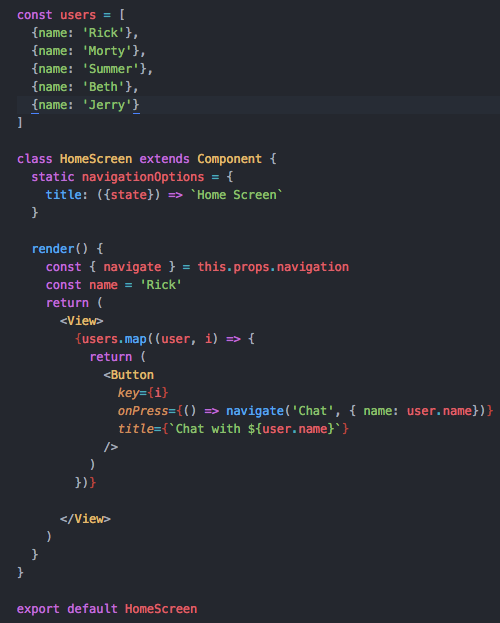 const users = [
  {name: 'Rick'},
  {name: 'Morty'},
  {name: 'Summer'},
  {name: 'Beth'},
  {name: 'Jerry'}
]

class HomeScreen extends Component {
  static navigationOptions = {
    title: ({state}) => `Home Screen`
  }

  render() {
    const { navigate } = this.props.navigation
    const name = 'Rick'
    return (
      <View>
        {users.map((user, i) => {
          return (
            <Button
              key={i}
              onPress={() => navigate('Chat', { name: user.name})}
              title={`Chat with ${user.name}`}
            />
          )
        })}

      </View>
    )
  }
}

export default HomeScreen